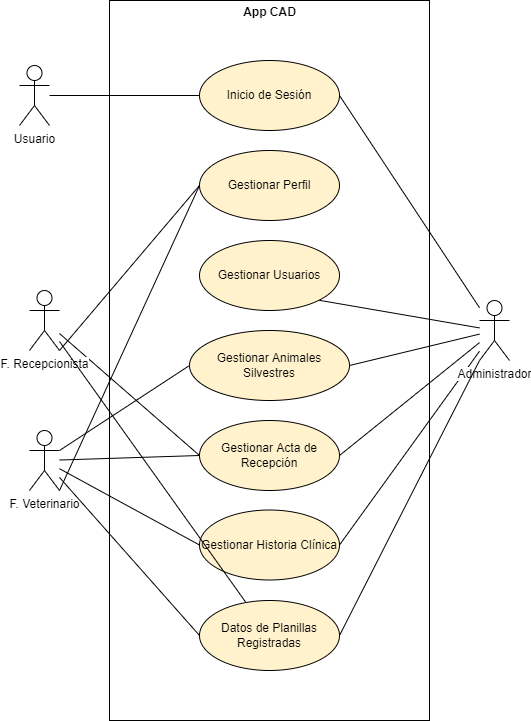 App CAD
Inicio de Sesión
Usuario
Gestionar Perfil
Gestionar Usuarios
F. Recepcionista
Gestionar Animales
Silvestres
Administrador
Gestionar Acta de
Recepción
F. Veterinario
Gestionar Historia Clínica
Datos de Planillas
Registradas